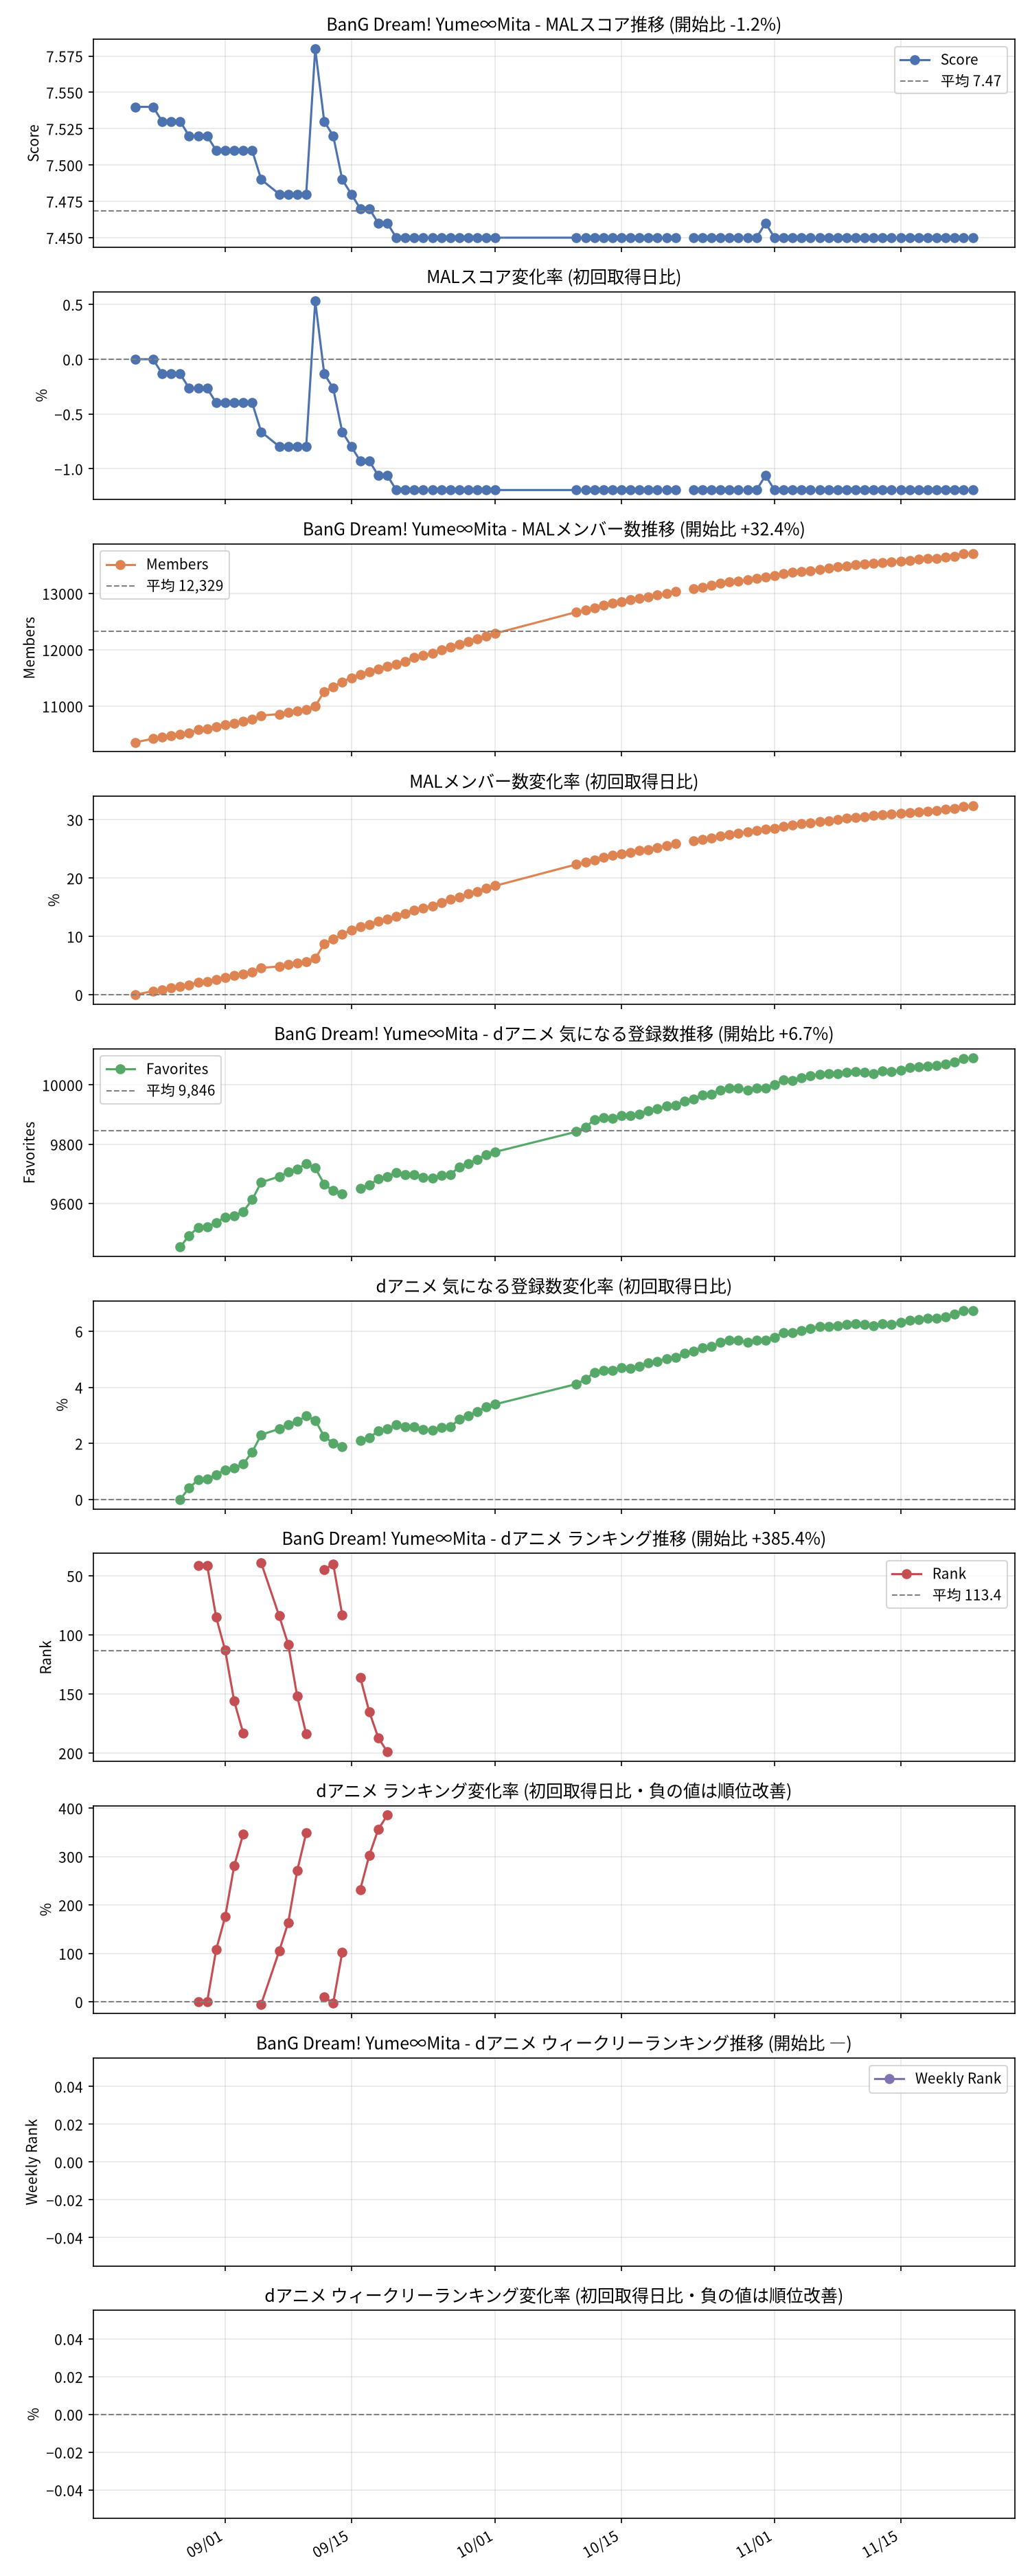 BanG Dream! Yume∞Mita - MALスコア推移 (開始比 -1.2%)
7.575
7.550
7.525
7.500
7.475
7.450
Score
Score
平均 7.47
MALスコア変化率 (初回取得日比)
0.5
0.0
−0.5
−1.0
%
BanG Dream! Yume∞Mita - MALメンバー数推移 (開始比 +32.4%)
Members
平均 12,329
13000
12000
11000
Members
MALメンバー数変化率 (初回取得日比)
30
20
10
0
%
BanG Dream! Yume∞Mita - dアニメ 気になる登録数推移 (開始比 +6.7%)
Favorites
平均 9,846
10000
9800
9600
Favorites
dアニメ 気になる登録数変化率 (初回取得日比)
6
4
2
0
%
BanG Dream! Yume∞Mita - dアニメ ランキング推移 (開始比 +385.4%)
50
100
150
200
Rank
Rank
平均 113.4
dアニメ ランキング変化率 (初回取得日比・負の値は順位改善)
400
300
200
100
0
%
BanG Dream! Yume∞Mita - dアニメ ウィークリーランキング推移 (開始比 —)
0.04
0.02
0.00
−0.02
−0.04
Weekly Rank
Weekly Rank
dアニメ ウィークリーランキング変化率 (初回取得日比・負の値は順位改善)
0.04
0.02
0.00
−0.02
−0.04
%
09/01
09/15
10/01
10/15
11/01
11/15